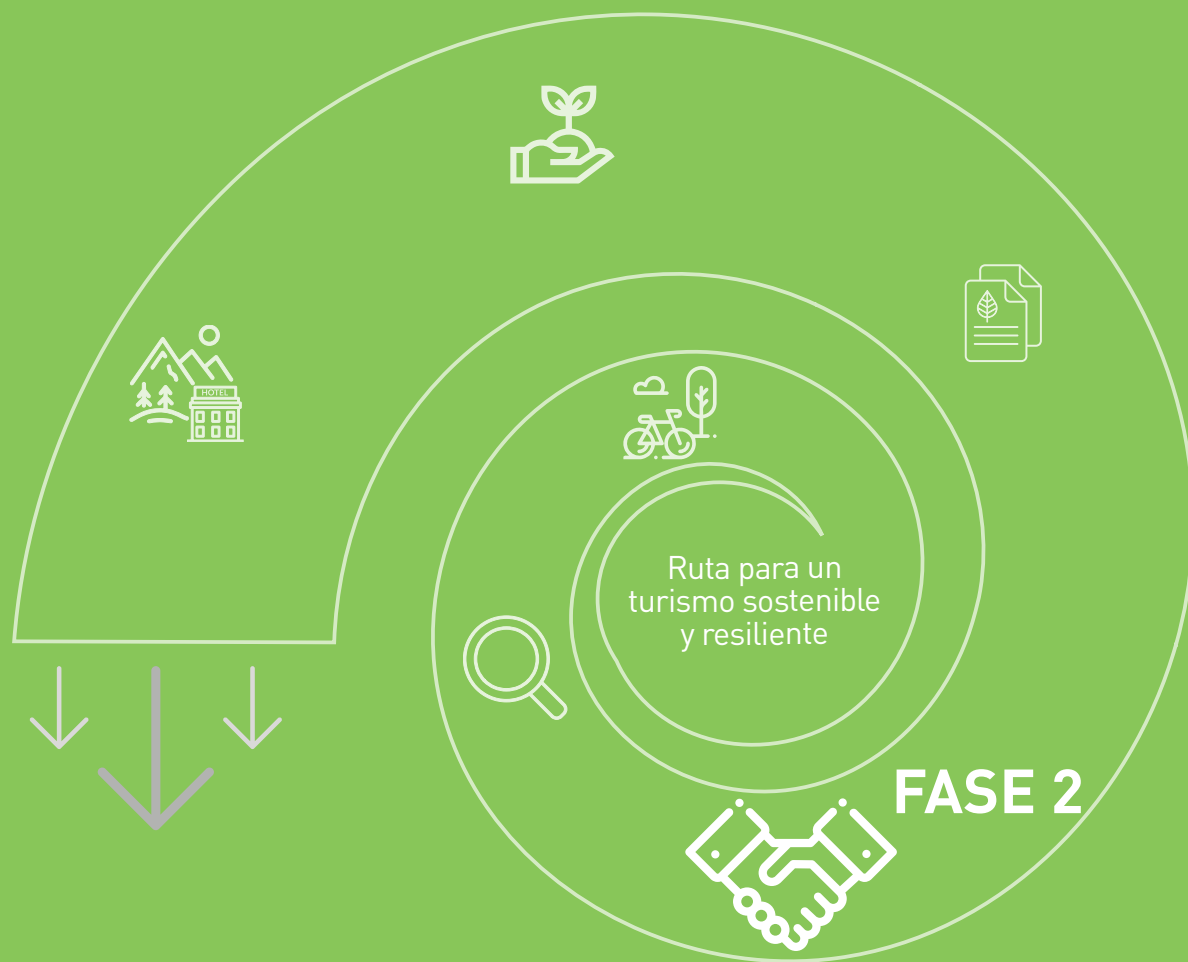 HOTEL
Ruta para un
turismo sostenible
y resiliente
FASE 2